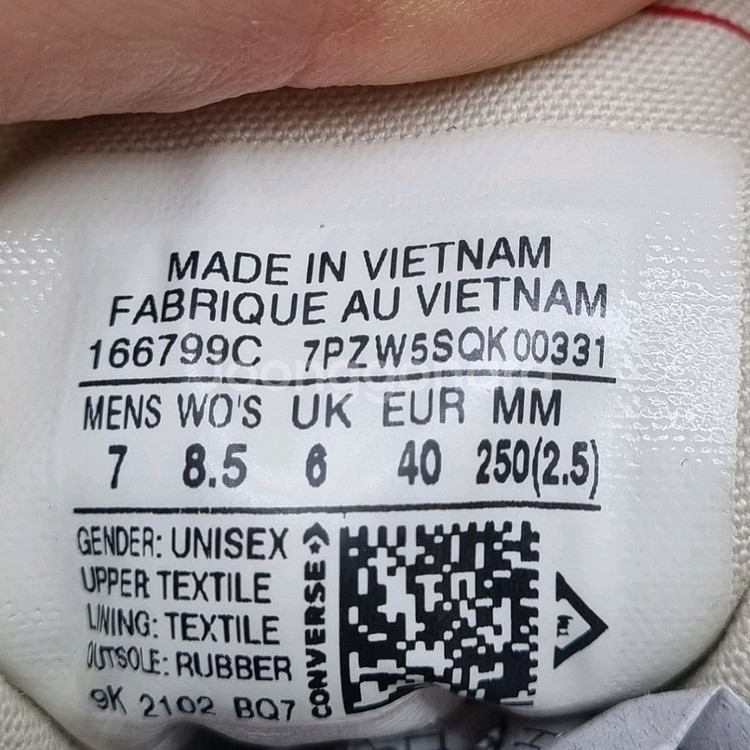 MADE IN VIETNAM
FABRIQUE AU VIETNAM
166799C 7PZW5SQK00331
MENS WO'S UK EUR MM
7 8.5 6 40 250(2.5)
GENDER: UNISEX
UPPER TEXTILE
LINING: TEXTILE
OUTSOLE: RUBBER
9K 2102 BQ7
CONVERSE